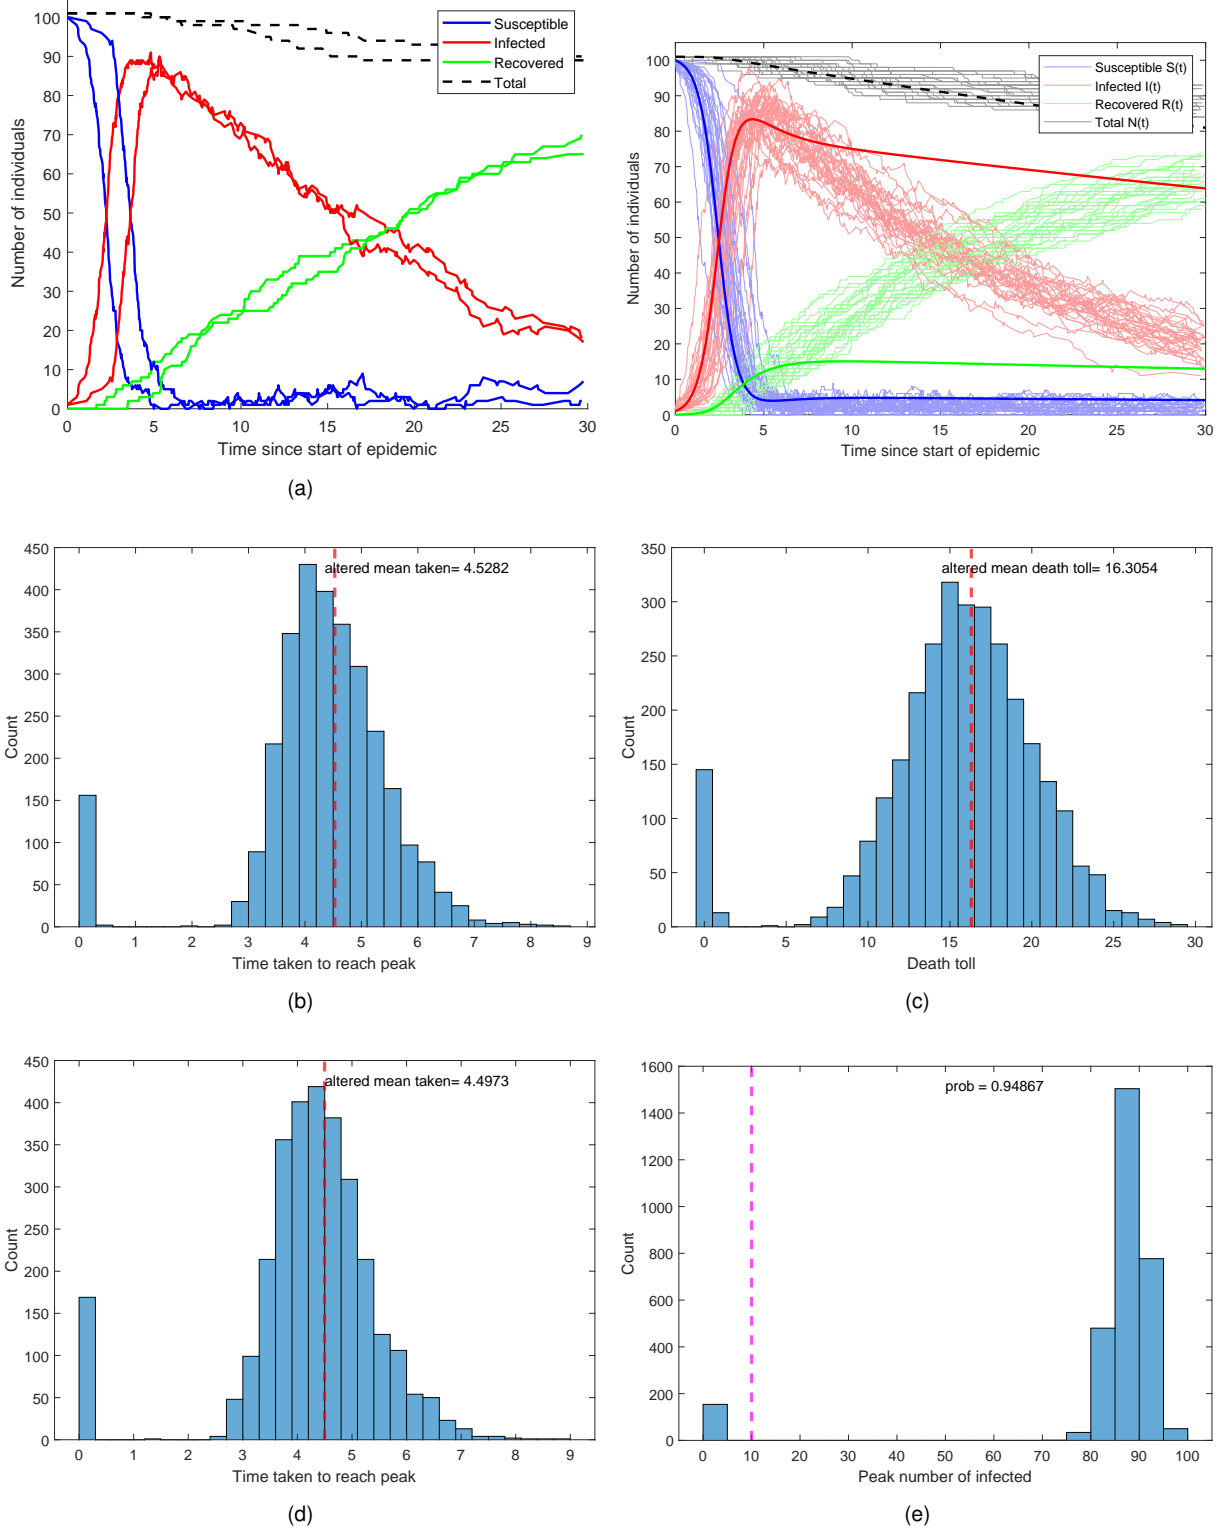 100
90
80
70
60
50
40
30
20
10
0
0 5 10 15 20 25 30
Number of individuals
Time since start of epidemic
Susceptible
Infected
Recovered
Total
(a)
100
90
80
70
60
50
40
30
20
10
0
0 5 10 15 20 25 30
Number of individuals
Time since start of epidemic
Susceptible S(t)
Infected I(t)
Recovered R(t)
Total N(t)
450
400
350
300
250
200
150
100
50
0
0 1 2 3 4 5 6 7 8 9
Count
Time taken to reach peak
altered mean taken= 4.5282
(b)
350
300
250
200
150
100
50
0
0 5 10 15 20 25 30
Count
Death toll
altered mean death toll= 16.3054
(c)
450
400
350
300
250
200
150
100
50
0
0 1 2 3 4 5 6 7 8 9
Count
Time taken to reach peak
altered mean taken= 4.4973
(d)
1600
1400
1200
1000
800
600
400
200
0
0 10 20 30 40 50 60 70 80 90 100
Count
Peak number of infected
prob = 0.94867
(e)